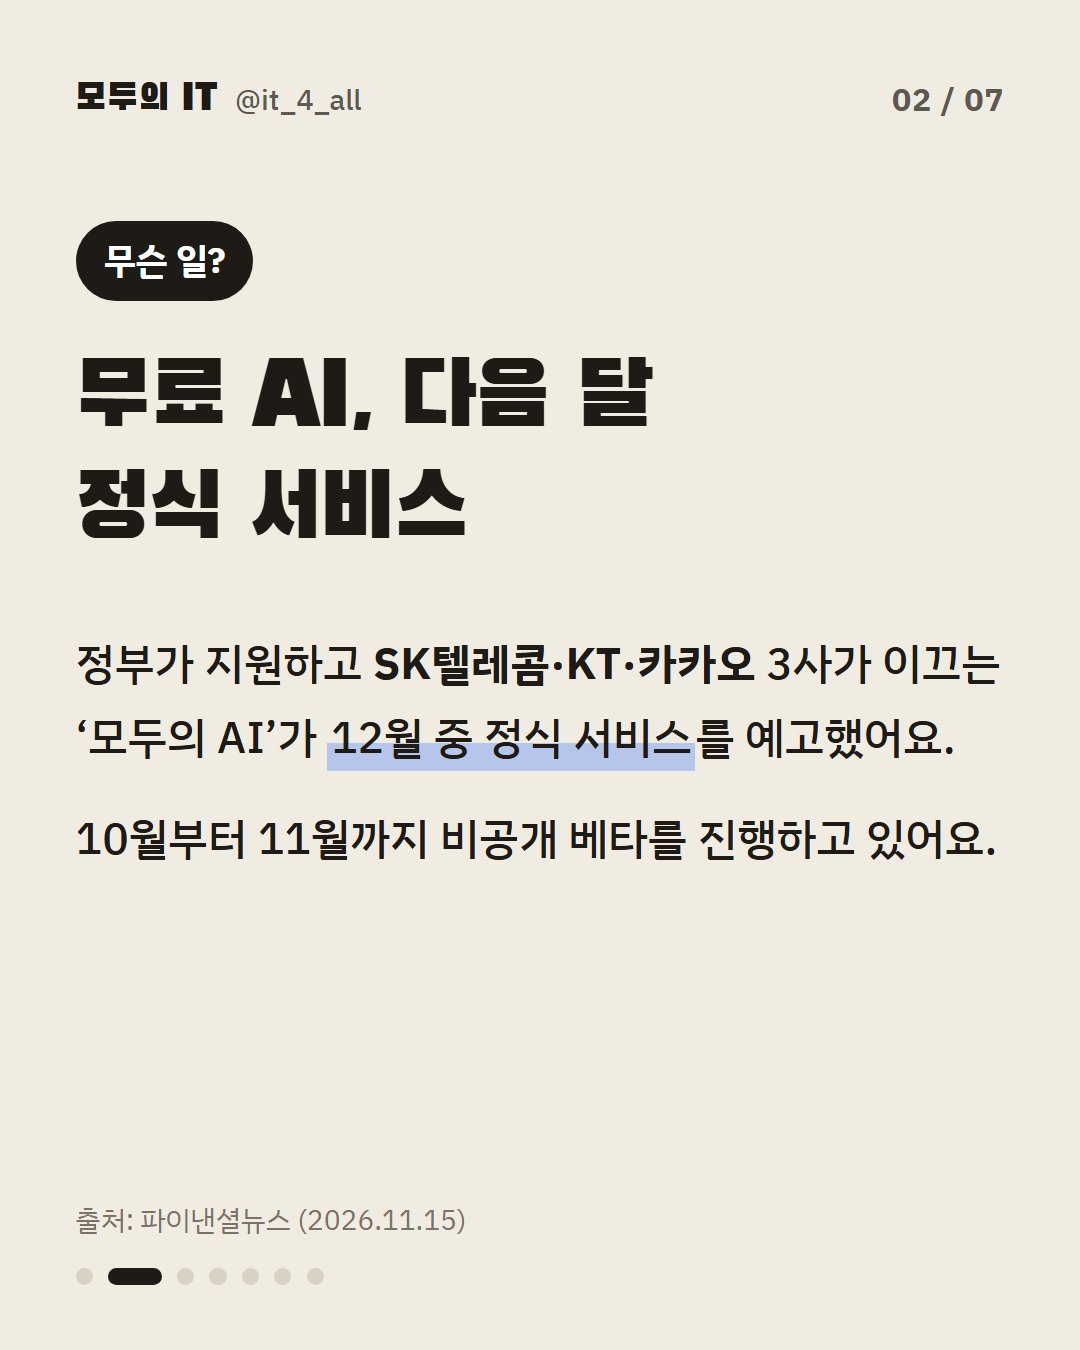 모두의 IT @it_4_all
02 / 07
무슨 일?
무료 AI, 다음 달
정식 서비스
정부가 지원하고 SK텔레콤·KT·카카오 3사가 이끄는
‘모두의 AI’가 12월 중 정식 서비스를 예고했어요.
10월부터 11월까지 비공개 베타를 진행하고 있어요.
출처: 파이낸셜뉴스 (2026.11.15)